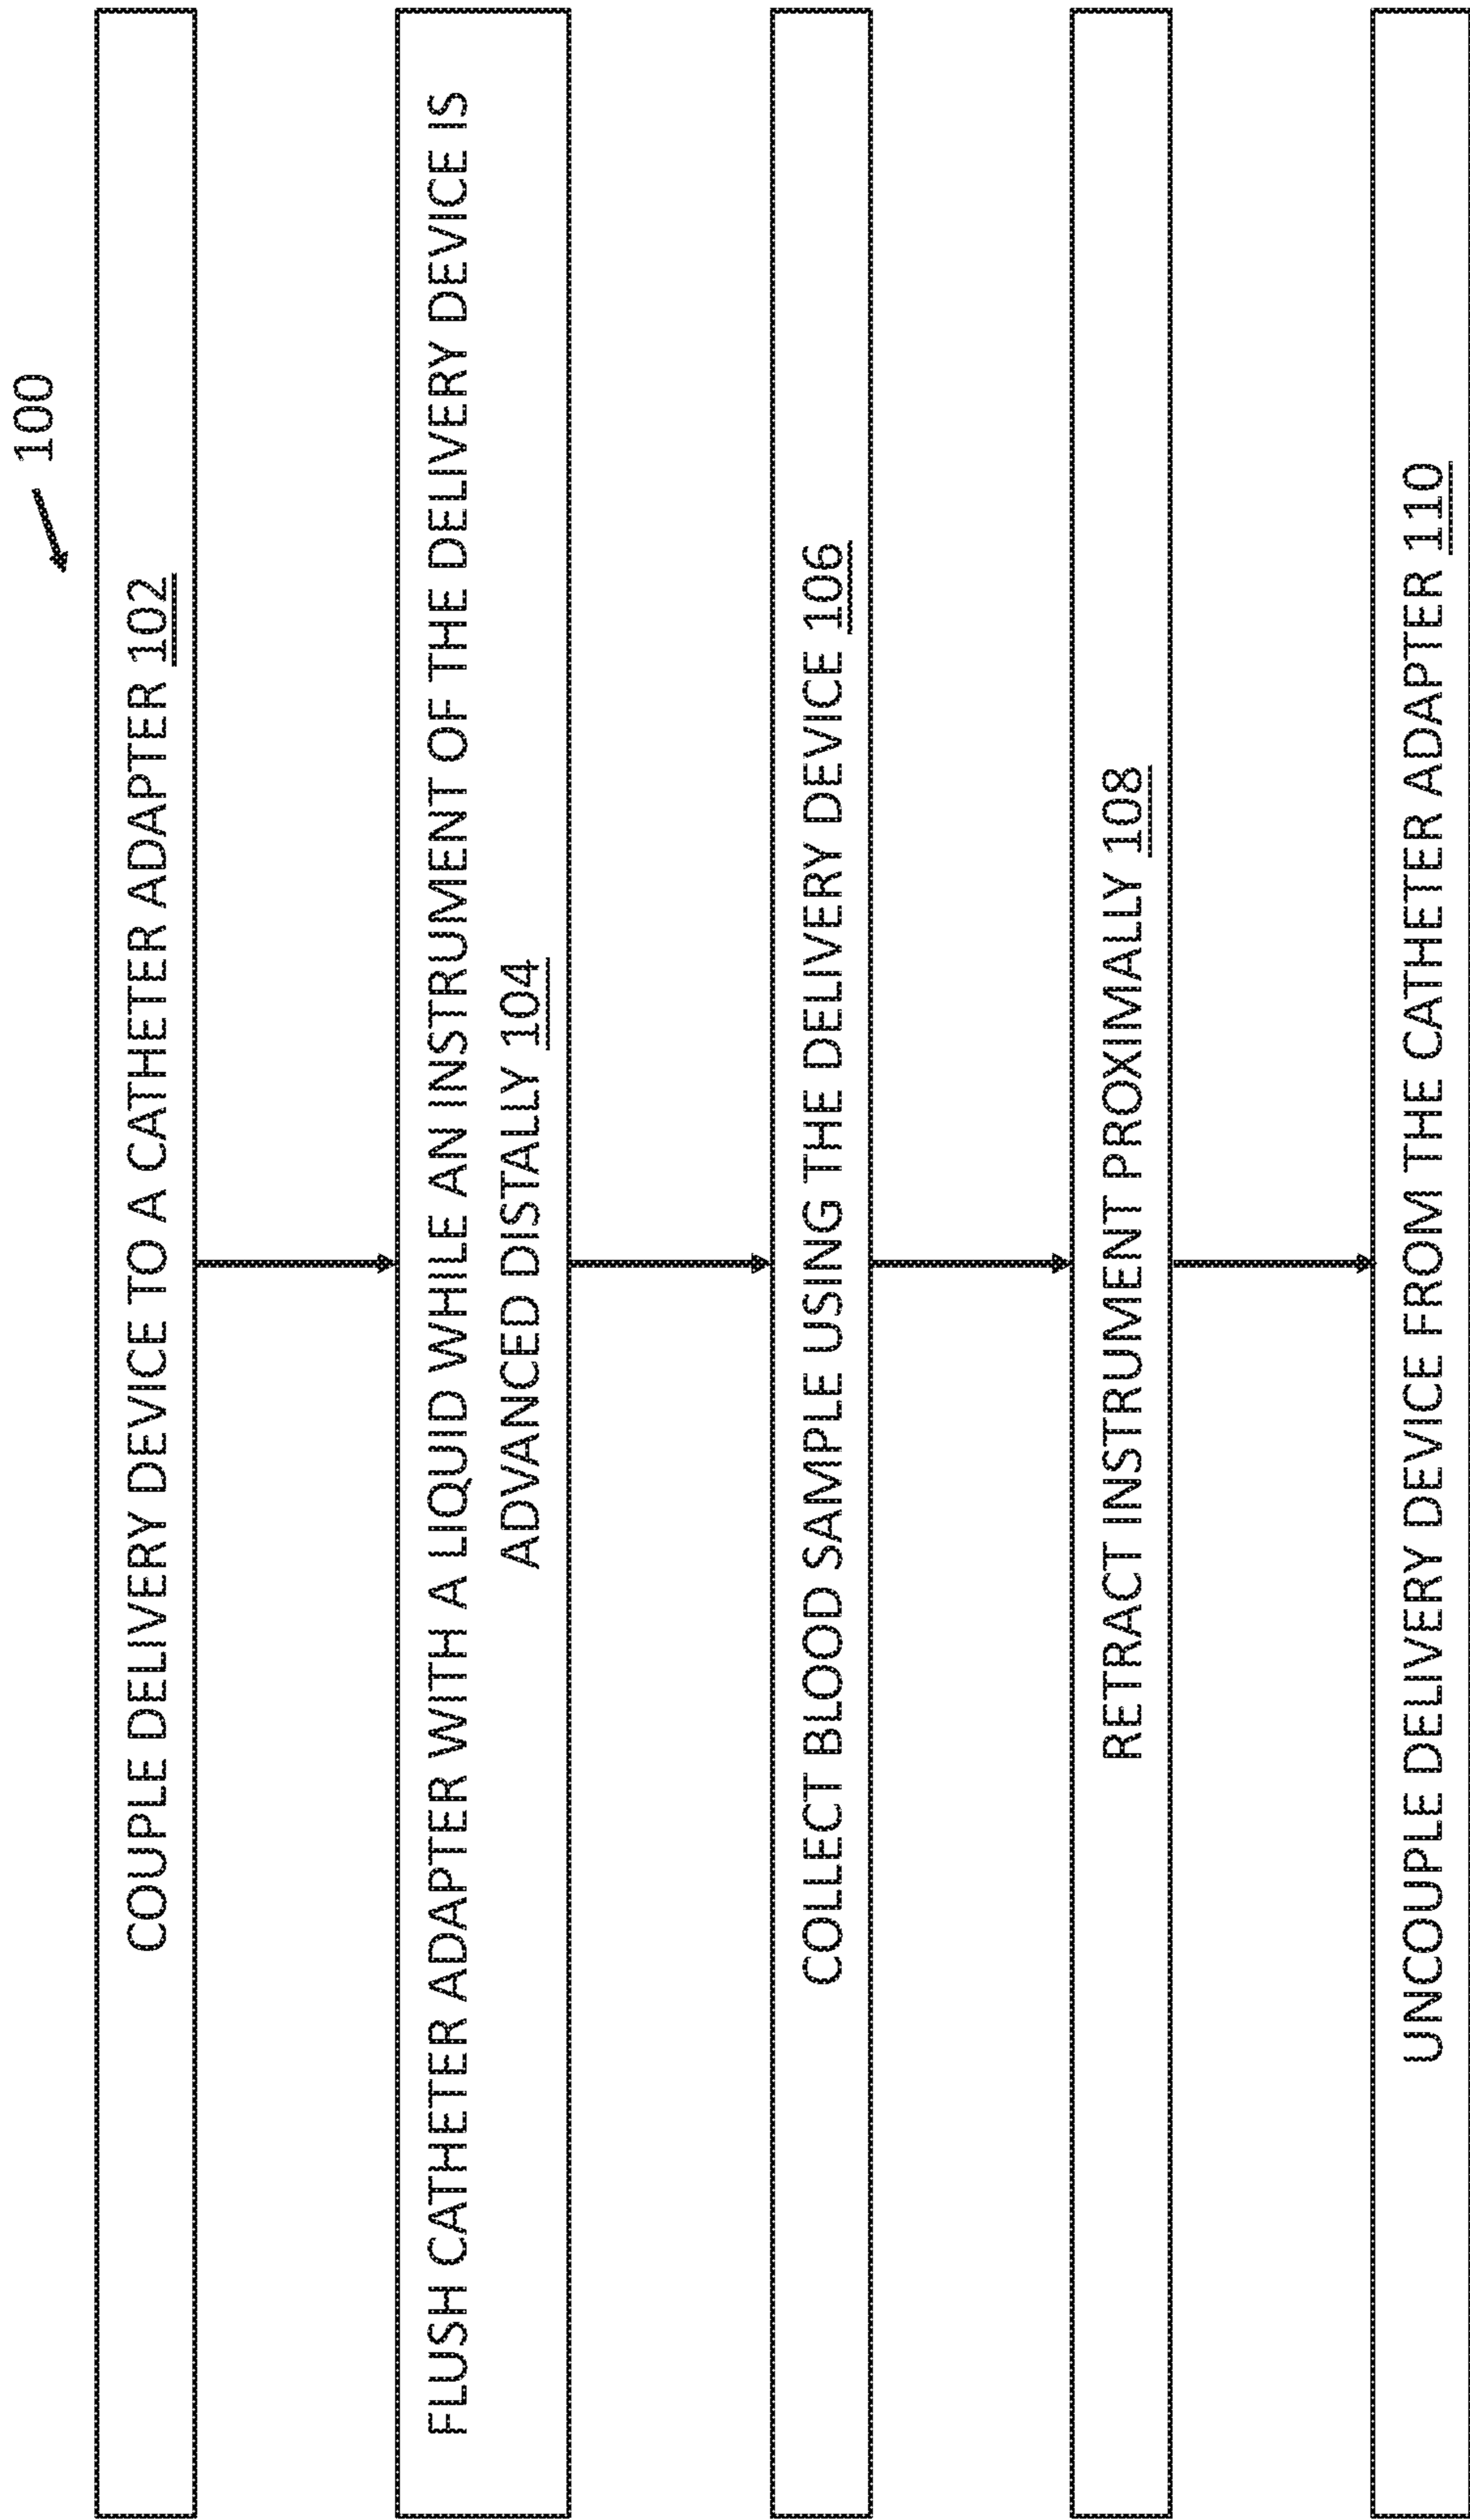 100
COUPLE DELIVERY DEVICE TO A CATHETER ADAPTER 102
FLUSH CATHETER ADAPTER WITH A LIQUID WHILE AN INSTRUMENT OF THE DELIVERY DEVICE IS
ADVANCED DISTALLY 104
COLLECT BLOOD SAMPLE USING THE DELIVERY DEVICE 106
RETRACT INSTRUMENT PROXIMALLY 108
UNCOUPLE DELIVERY DEVICE FROM THE CATHETER ADAPTER 110